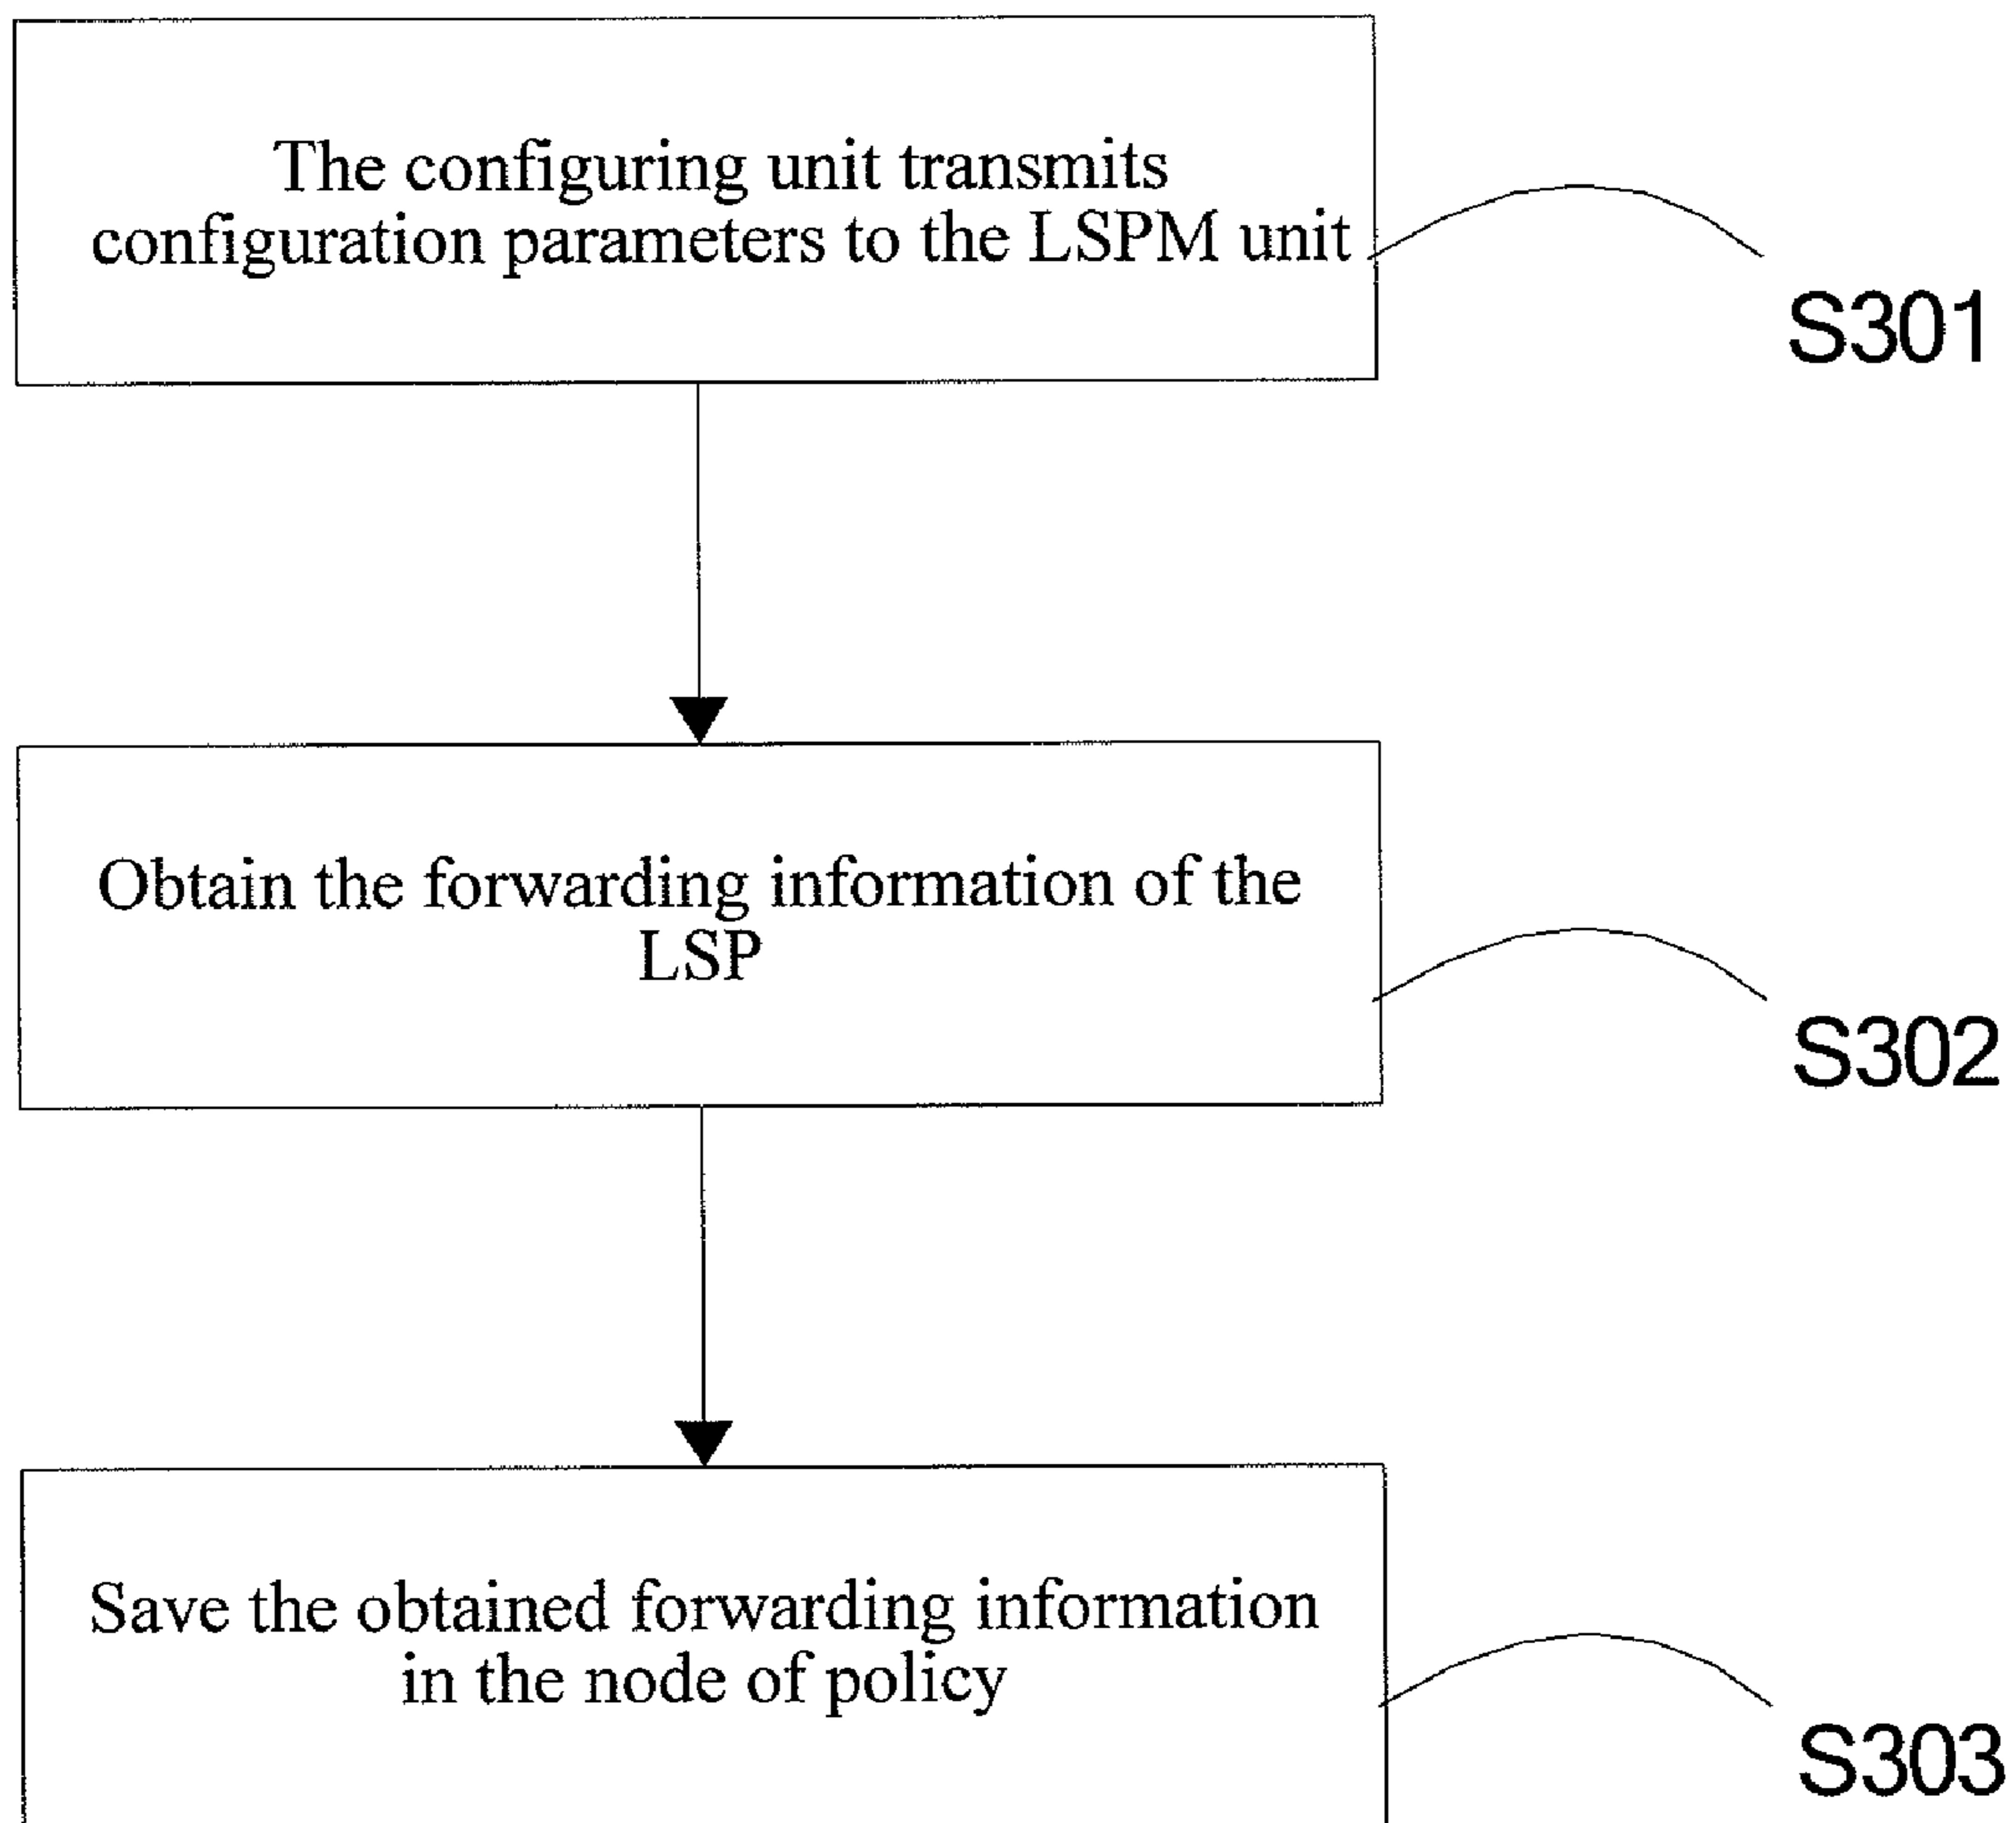 The configuring unit transmits
configuration parameters to the LSPM unit
S301
Obtain the forwarding information of the
LSP
S302
Save the obtained forwarding information
in the node of policy
S303